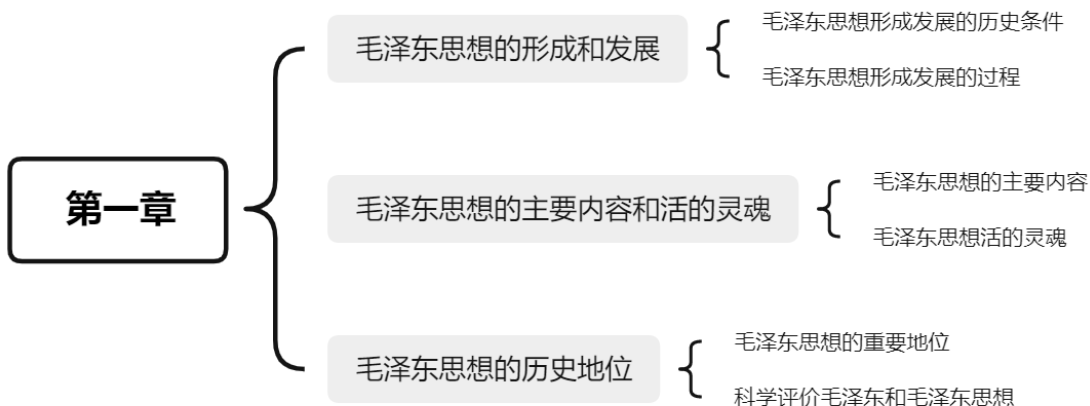 第一章
毛泽东思想的形成和发展
毛泽东思想形成发展的历史条件
毛泽东思想形成发展的过程
毛泽东思想的主要内容和活的灵魂
毛泽东思想的主要内容
毛泽东思想活的灵魂
毛泽东思想的历史地位
毛泽东思想的重要地位
科学评价毛泽东和毛泽东思想